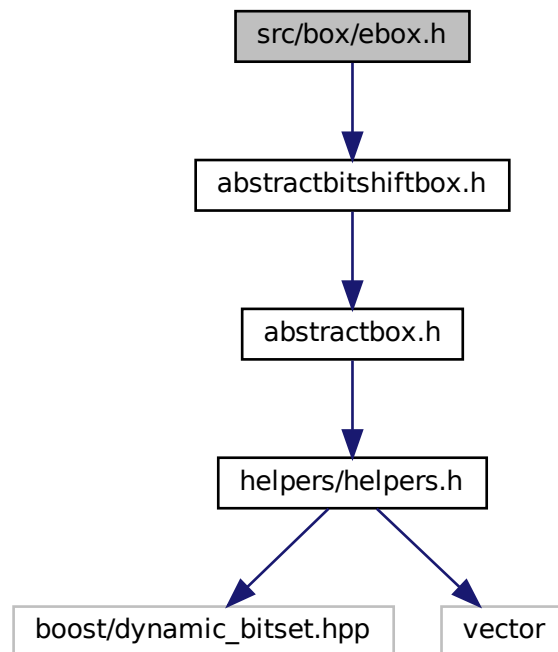 src/box/ebox.h
abstractbitshiftbox.h
abstractbox.h
helpers/helpers.h
boost/dynamic_bitset.hpp
vector